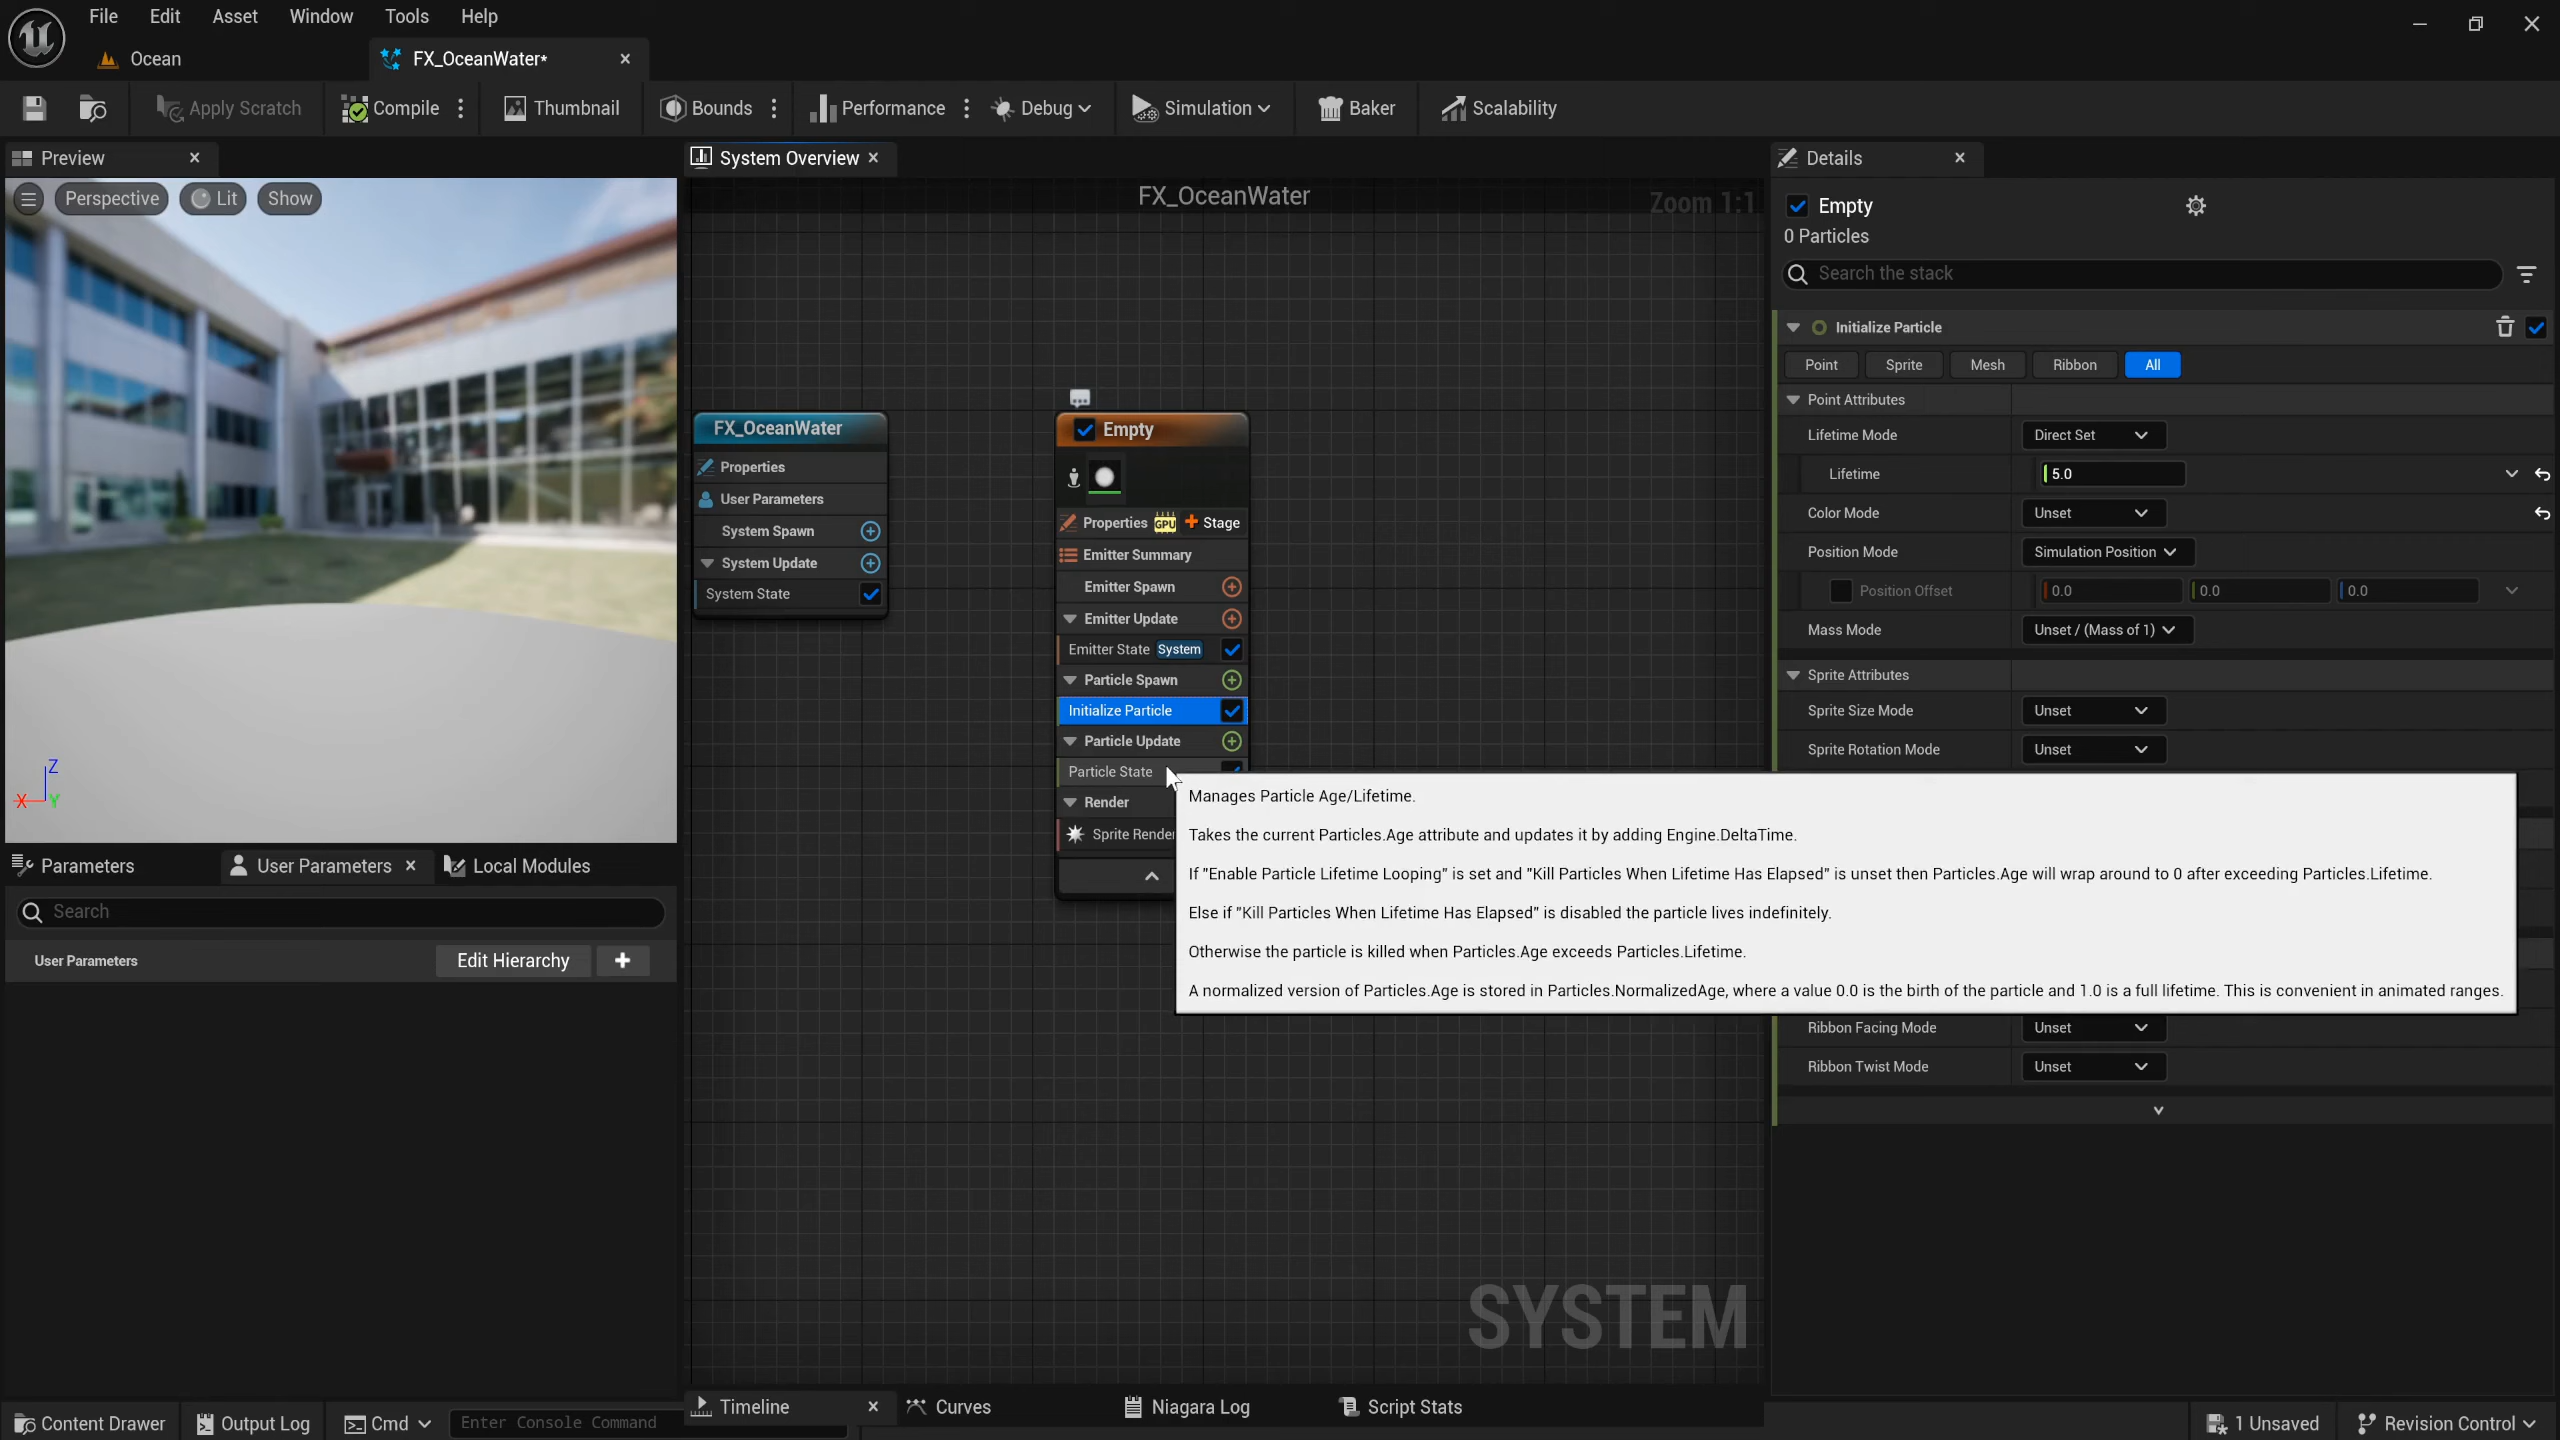 File Edit Asset Window Tools Help
Ocean FX_OceanWater*
Apply Scratch Compile Thumbnail Bounds Performance Debug Simulation Baker Scalability
Preview
Perspective Lit Show
Z
X Y
Parameters User Parameters Local Modules
Search
User Parameters Edit Hierarchy
System Overview
FX_OceanWater
Zoom 1:1
FX_OceanWater
Properties
User Parameters
System Spawn
System Update
System State
Empty
Properties GPU Stage
Emitter Summary
Emitter Spawn
Emitter Update
Emitter State System
Particle Spawn
Initialize Particle
Particle Update
Particle State
Render
Sprite Render
Manages Particle Age/Lifetime.
Takes the current Particles.Age attribute and updates it by adding Engine.DeltaTime.
If "Enable Particle Lifetime Looping" is set and "Kill Particles When Lifetime Has Elapsed" is unset then Particles.Age will wrap around to 0 after exceeding Particles.Lifetime.
Else if "Kill Particles When Lifetime Has Elapsed" is disabled the particle lives indefinitely.
Otherwise the particle is killed when Particles.Age exceeds Particles.Lifetime.
A normalized version of Particles.Age is stored in Particles.NormalizedAge, where a value 0.0 is the birth of the particle and 1.0 is a full lifetime. This is convenient in animated ranges.
SYSTEM
Details
Empty
0 Particles
Search the stack
Initialize Particle
Point Sprite Mesh Ribbon All
Point Attributes
Lifetime Mode Direct Set
Lifetime 5.0
Color Mode Unset
Position Mode Simulation Position
Position Offset 0.0 0.0 0.0
Mass Mode Unset / (Mass of 1)
Sprite Attributes
Sprite Size Mode Unset
Sprite Rotation Mode Unset
Ribbon Facing Mode Unset
Ribbon Twist Mode Unset
Timeline Curves Niagara Log Script Stats
Content Drawer Output Log Cmd Enter Console Command 1 Unsaved Revision Control